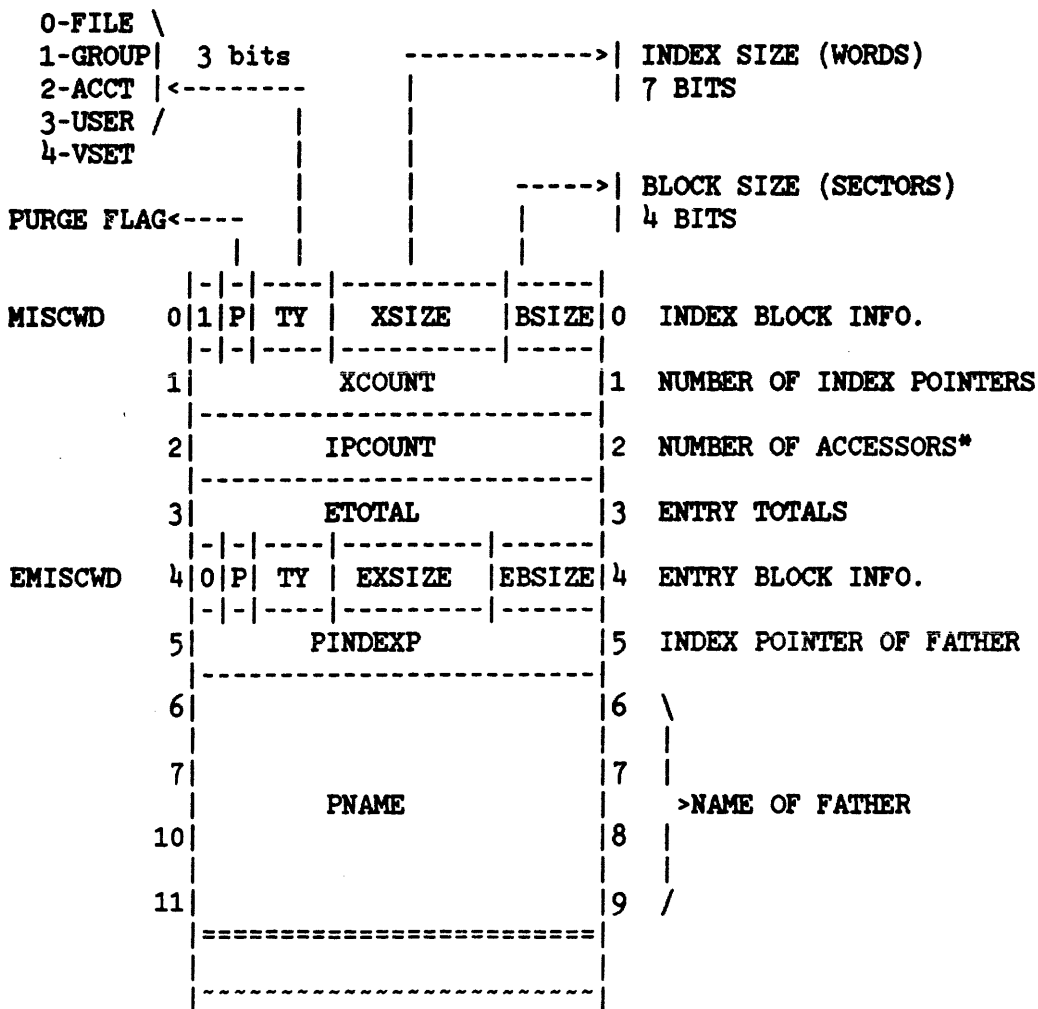 0-FILE \
1-GROUP|  3 bits       ------------>| INDEX SIZE (WORDS)
2-ACCT |<--------      |            | 7 BITS
3-USER /        |      |
4-VSET          |      |
                |      |     ----->| BLOCK SIZE (SECTORS)
PURGE FLAG<---- |      |     |     | 4 BITS
            |   |      |     |
         |-|-|----|----------|-----|
MISCWD  0|1|P| TY |  XSIZE   |BSIZE|0  INDEX BLOCK INFO.
         |-|-|----|----------|-----|
        1|         XCOUNT          |1  NUMBER OF INDEX POINTERS
         |-------------------------|
        2|         IPCOUNT         |2  NUMBER OF ACCESSORS*
         |-------------------------|
        3|         ETOTAL          |3  ENTRY TOTALS
         |-|-|----|---------|------|
EMISCWD 4|0|P| TY | EXSIZE  |EBSIZE|4  ENTRY BLOCK INFO.
         |-|-|----|---------|------|
        5|        PINDEXP          |5  INDEX POINTER OF FATHER
         |-------------------------|
        6|                         |6  \
         |                         |    |
        7|                         |7   |
         |         PNAME           |    >NAME OF FATHER
       10|                         |8   |
         |                         |    |
       11|                         |9  /
         |=========================|
         |                         |
         |~~~~~~~~~~~~~~~~~~~~~~~~~|